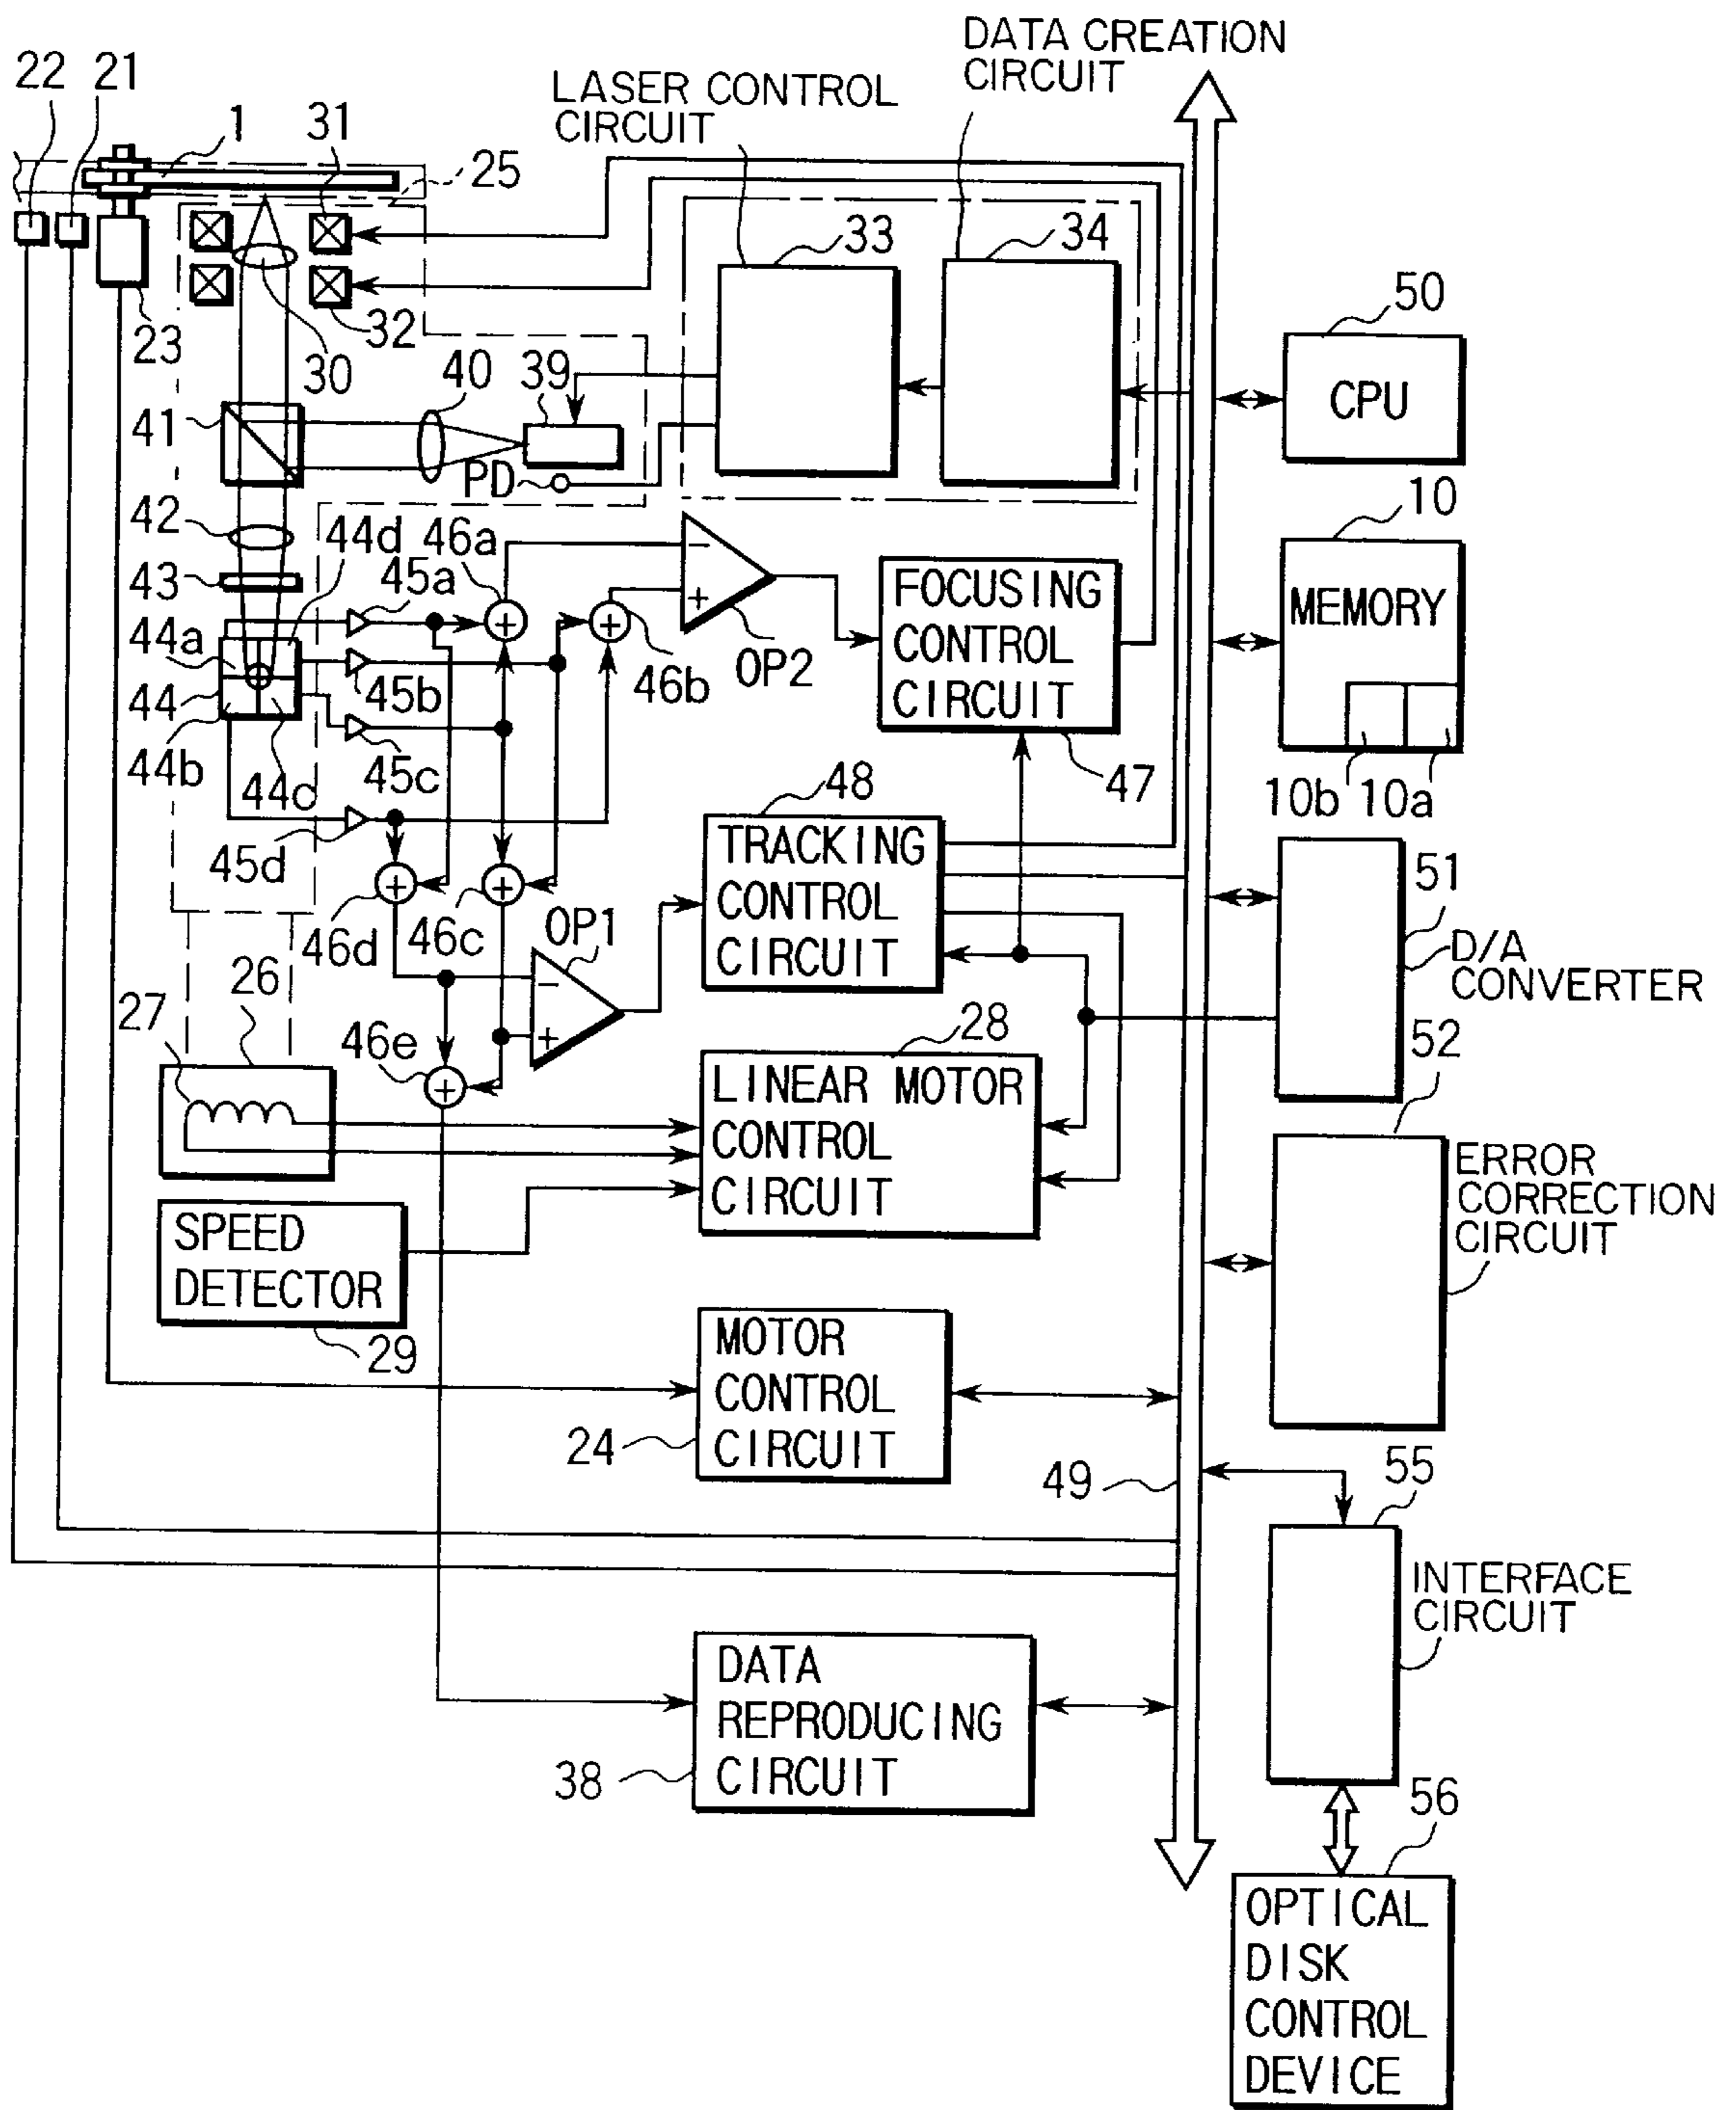 DATA CREATION
CIRCUIT
LASER CONTROL
CIRCUIT
22
21
1
31
25
33
34
23
30
32
40
39
41
PD
50
CPU
42
43
44d
46a
45a
10
MEMORY
10b
10a
44a
44
44b
44c
45b
45c
45d
46b
−
+
OP2
FOCUSING
CONTROL
CIRCUIT
47
48
TRACKING
CONTROL
CIRCUIT
51
D/A
CONVERTER
+
+
+
+
46d
46c
OP1
−
+
46e
+
27
26
28
LINEAR MOTOR
CONTROL
CIRCUIT
52
ERROR
CORRECTION
CIRCUIT
SPEED
DETECTOR
29
MOTOR
CONTROL
CIRCUIT
24
49
55
INTERFACE
CIRCUIT
DATA
REPRODUCING
CIRCUIT
38
56
OPTICAL
DISK
CONTROL
DEVICE